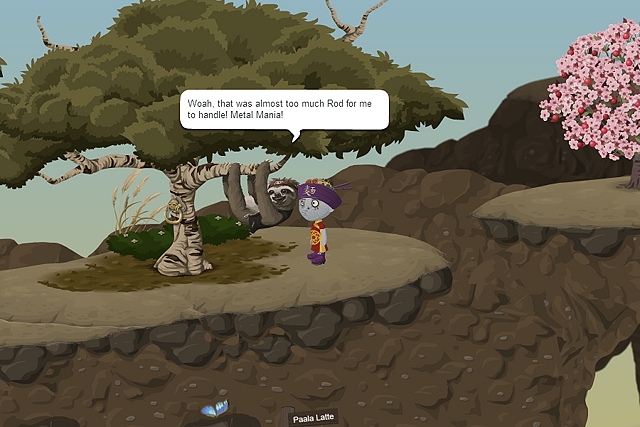 Woah, that was almost too much Rod for me
to handle! Metal Mania!
Paala Latte